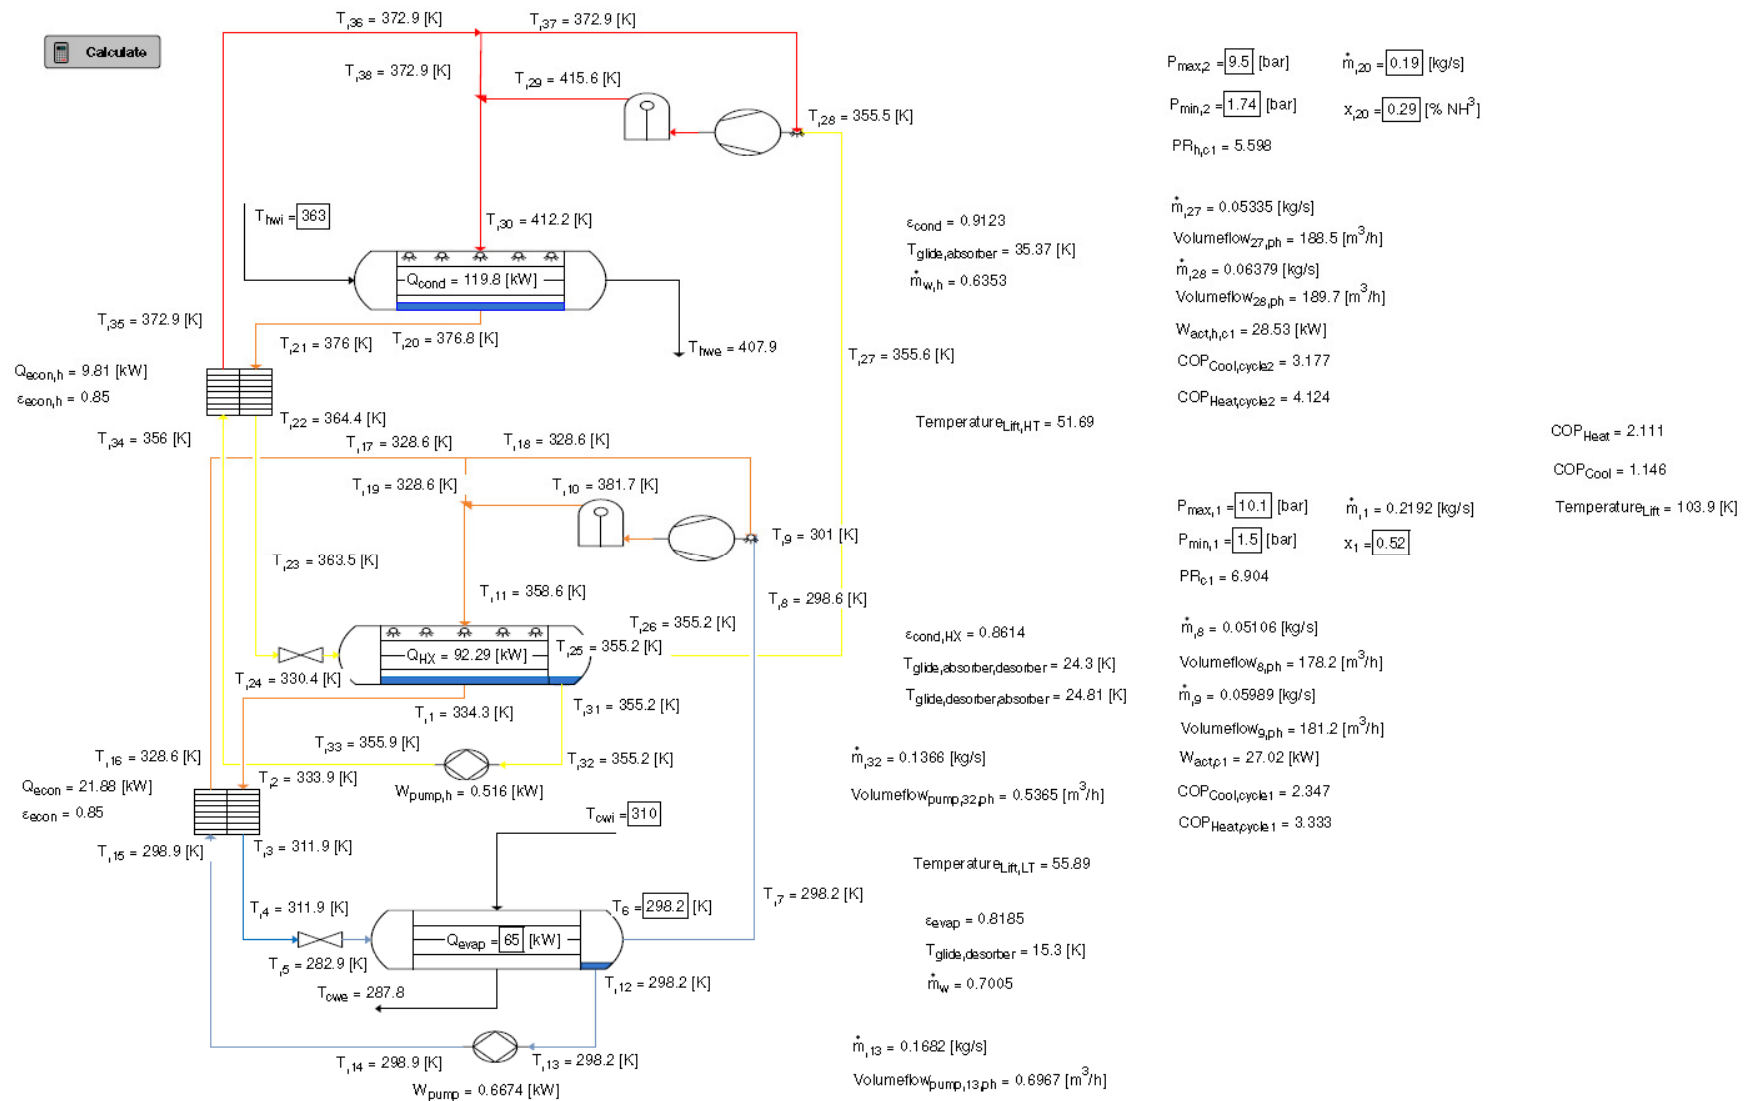 Calculate
T,36 = 372.9 [K]
T,37 = 372.9 [K]
T,38 = 372.9 [K]
T,29 = 415.6 [K]
T,28 = 355.5 [K]
Thwi = 363
T,30 = 412.2 [K]
Qcond = 119.8 [kW]
T,35 = 372.9 [K]
T,21 = 376 [K]
T,20 = 376.8 [K]
Thwe = 407.9
T,27 = 355.6 [K]
Qecon,h = 9.81 [kW]
εecon,h = 0.85
T,34 = 356 [K]
T,22 = 364.4 [K]
T,17 = 328.6 [K]
T,18 = 328.6 [K]
T,19 = 328.6 [K]
T,10 = 381.7 [K]
T,9 = 301 [K]
T,23 = 363.5 [K]
T,11 = 358.6 [K]
T,8 = 298.6 [K]
T,26 = 355.2 [K]
QHX = 92.29 [kW]
T,25 = 355.2 [K]
T,24 = 330.4 [K]
T,1 = 334.3 [K]
T,31 = 355.2 [K]
T,33 = 355.9 [K]
T,32 = 355.2 [K]
T,16 = 328.6 [K]
T,2 = 333.9 [K]
Wpump,h = 0.516 [kW]
Qecon = 21.88 [kW]
εecon = 0.85
Tcwi = 310
T,15 = 298.9 [K]
T,3 = 311.9 [K]
T,4 = 311.9 [K]
T,7 = 298.2 [K]
T6 = 298.2 [K]
Qevap = 65 [kW]
T,5 = 282.9 [K]
Tcwe = 287.8
T,12 = 298.2 [K]
T,14 = 298.9 [K]
T,13 = 298.2 [K]
Wpump = 0.6674 [kW]
εcond = 0.9123
Tglide,absorber = 35.37 [K]
ṁw,h = 0.6353
TemperatureLift,HT = 51.69
εcond,HX = 0.8614
Tglide,absorber,desorber = 24.3 [K]
Tglide,desorber,absorber = 24.81 [K]
ṁ,32 = 0.1366 [kg/s]
Volumeflowpump,32,ph = 0.5365 [m³/h]
TemperatureLift,LT = 55.89
εevap = 0.8185
Tglide,desorber = 15.3 [K]
ṁw = 0.7005
ṁ,13 = 0.1682 [kg/s]
Volumeflowpump,13,ph = 0.6967 [m³/h]
Pmax,2 = 9.5 [bar]
ṁ,20 = 0.19 [kg/s]
Pmin,2 = 1.74 [bar]
x,20 = 0.29 [% NH³]
PRh,c1 = 5.598
ṁ,27 = 0.05335 [kg/s]
Volumeflow27,ph = 188.5 [m³/h]
ṁ,28 = 0.06379 [kg/s]
Volumeflow28,ph = 189.7 [m³/h]
Wact,h,c1 = 28.53 [kW]
COPCool,cycle2 = 3.177
COPHeat,cycle2 = 4.124
COPHeat = 2.111
COPCool = 1.146
TemperatureLift = 103.9 [K]
Pmax,1 = 10.1 [bar]
ṁ,1 = 0.2192 [kg/s]
Pmin,1 = 1.5 [bar]
x1 = 0.52
PRc1 = 6.904
ṁ,8 = 0.05106 [kg/s]
Volumeflow8,ph = 178.2 [m³/h]
ṁ,9 = 0.05989 [kg/s]
Volumeflow9,ph = 181.2 [m³/h]
Wact,c1 = 27.02 [kW]
COPCool,cycle1 = 2.347
COPHeat,cycle1 = 3.333